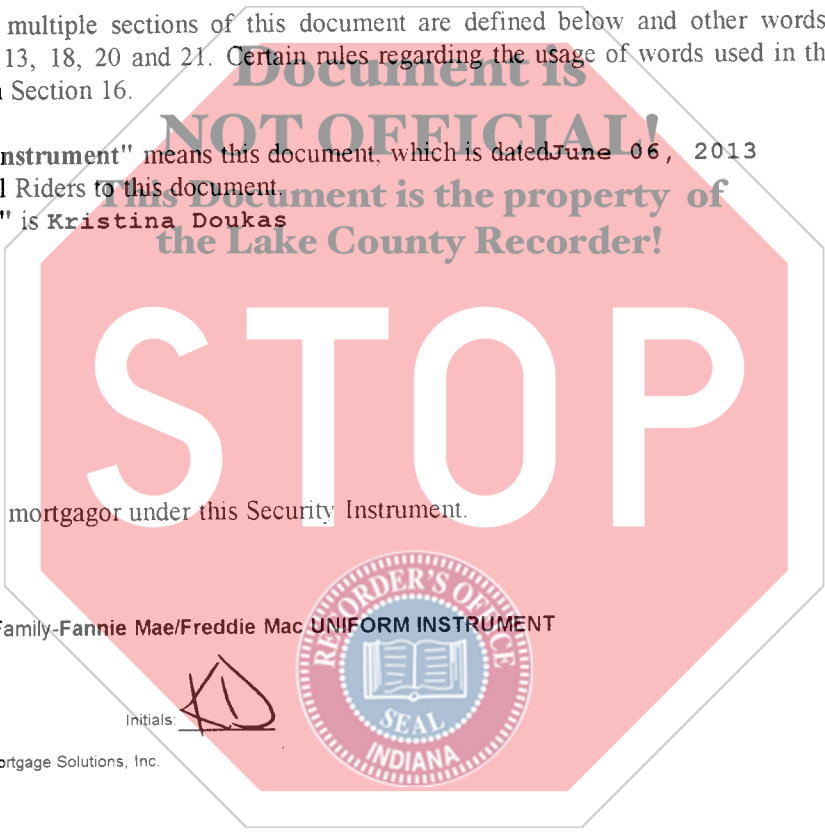 multiple sections of this document are defined below and other words
13, 18, 20 and 21. Certain rules regarding the usage of words used in th
Section 16.
Document is
NOT OFFICIAL!
This Document is the property of
the Lake County Recorder!
nstrument" means this document, which is datedJune 06, 2013
l Riders to this document.
" is Kristina Doukas
STOP
mortgagor under this Security Instrument.
Family-Fannie Mae/Freddie Mac UNIFORM INSTRUMENT
RECORDER'S OFFICE
SEAL
INDIANA
Initials: KD
ortgage Solutions, Inc.